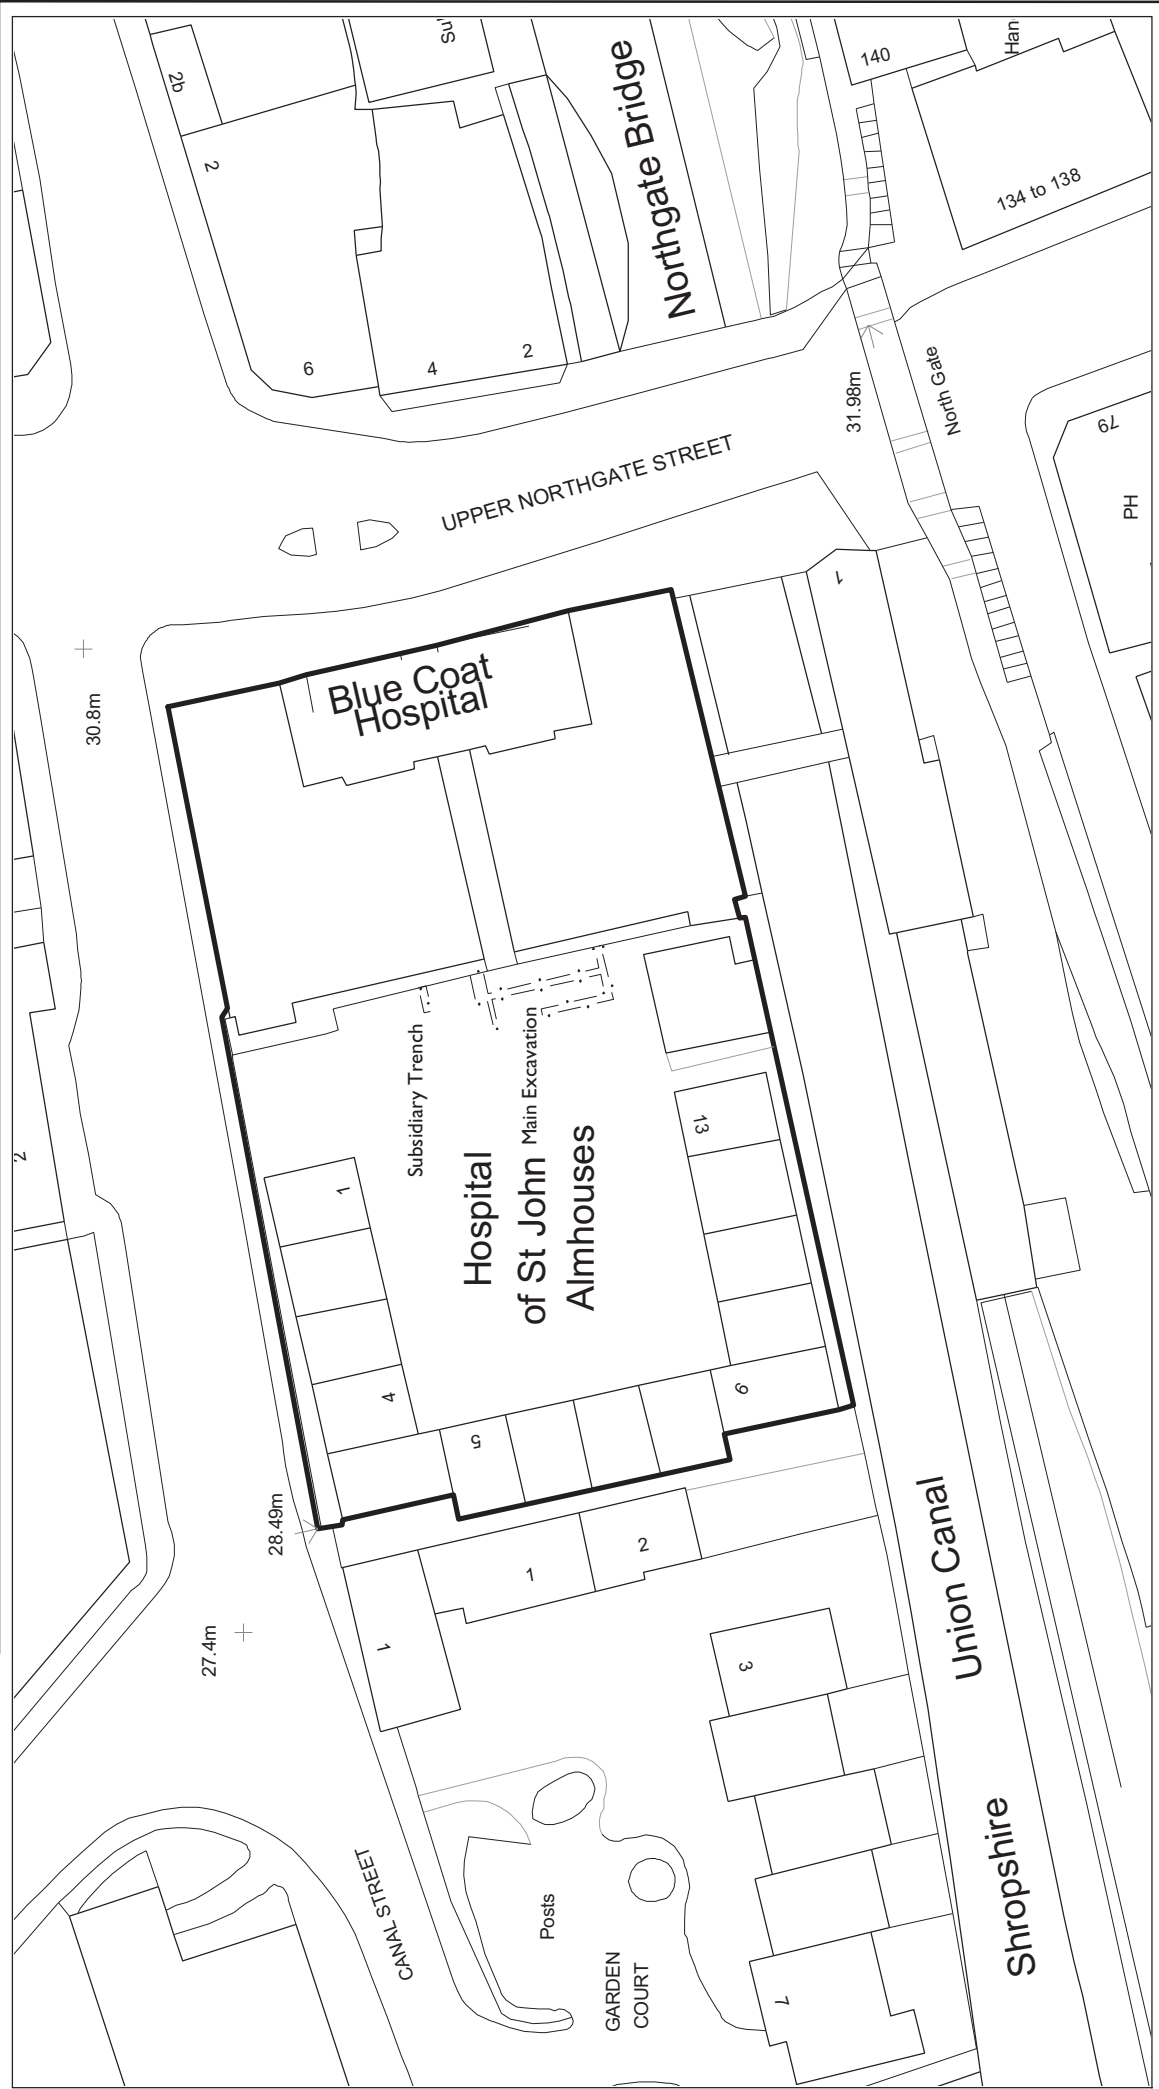 2b
2
6
4
2
Northgate Bridge
140
134 to 138
UPPER NORTHGATE STREET
31.98m
North Gate
79
PH
1
30.8m
Blue Coat
Hospital
Subsidiary Trench
Main Excavation
Hospital
of St John
Almhouses
13
1
4
5
9
28.49m
27.4m
1
1
2
3
7
CANAL STREET
Posts
GARDEN
COURT
Shropshire
Union Canal